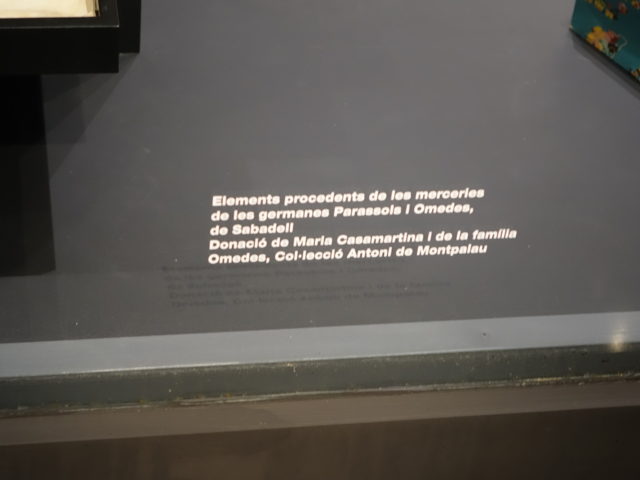 Elements procedents de les merceries
de les germanes Parassols i Omedes,
de Sabadell
Donació de Maria Casamartina i de la família
Omedes, Col·lecció Antoni de Montpalau